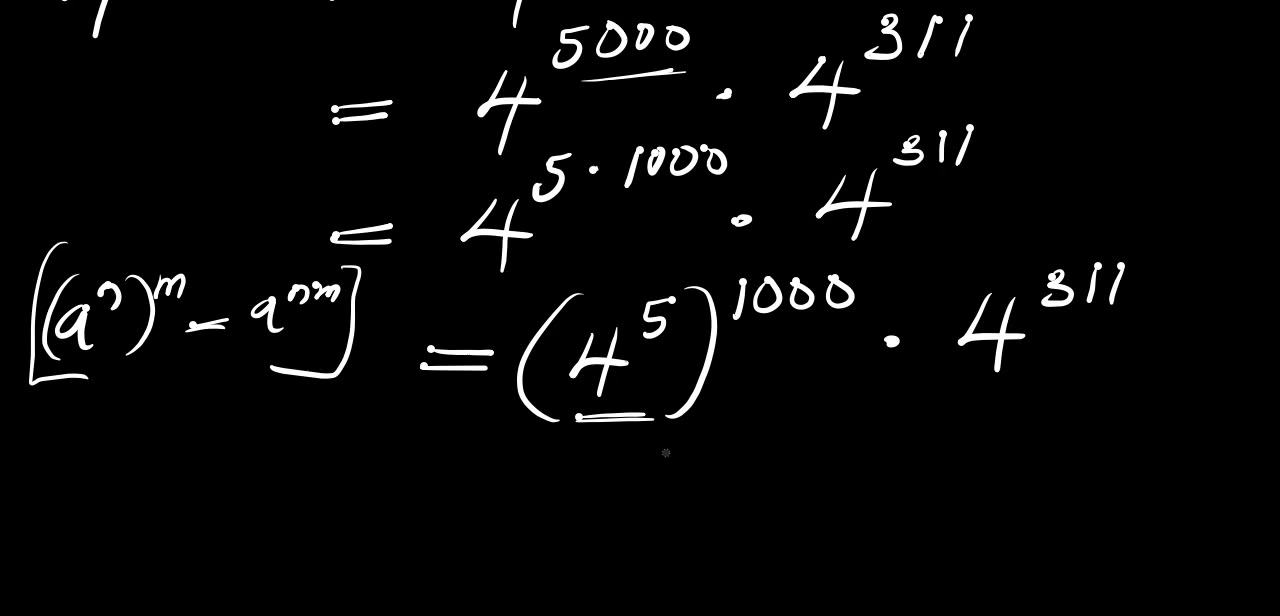 = 4^5000 · 4^311
= 4^5·1000 · 4^311
[(a^n)^m = a^nm] = (4^5)^1000 · 4^311